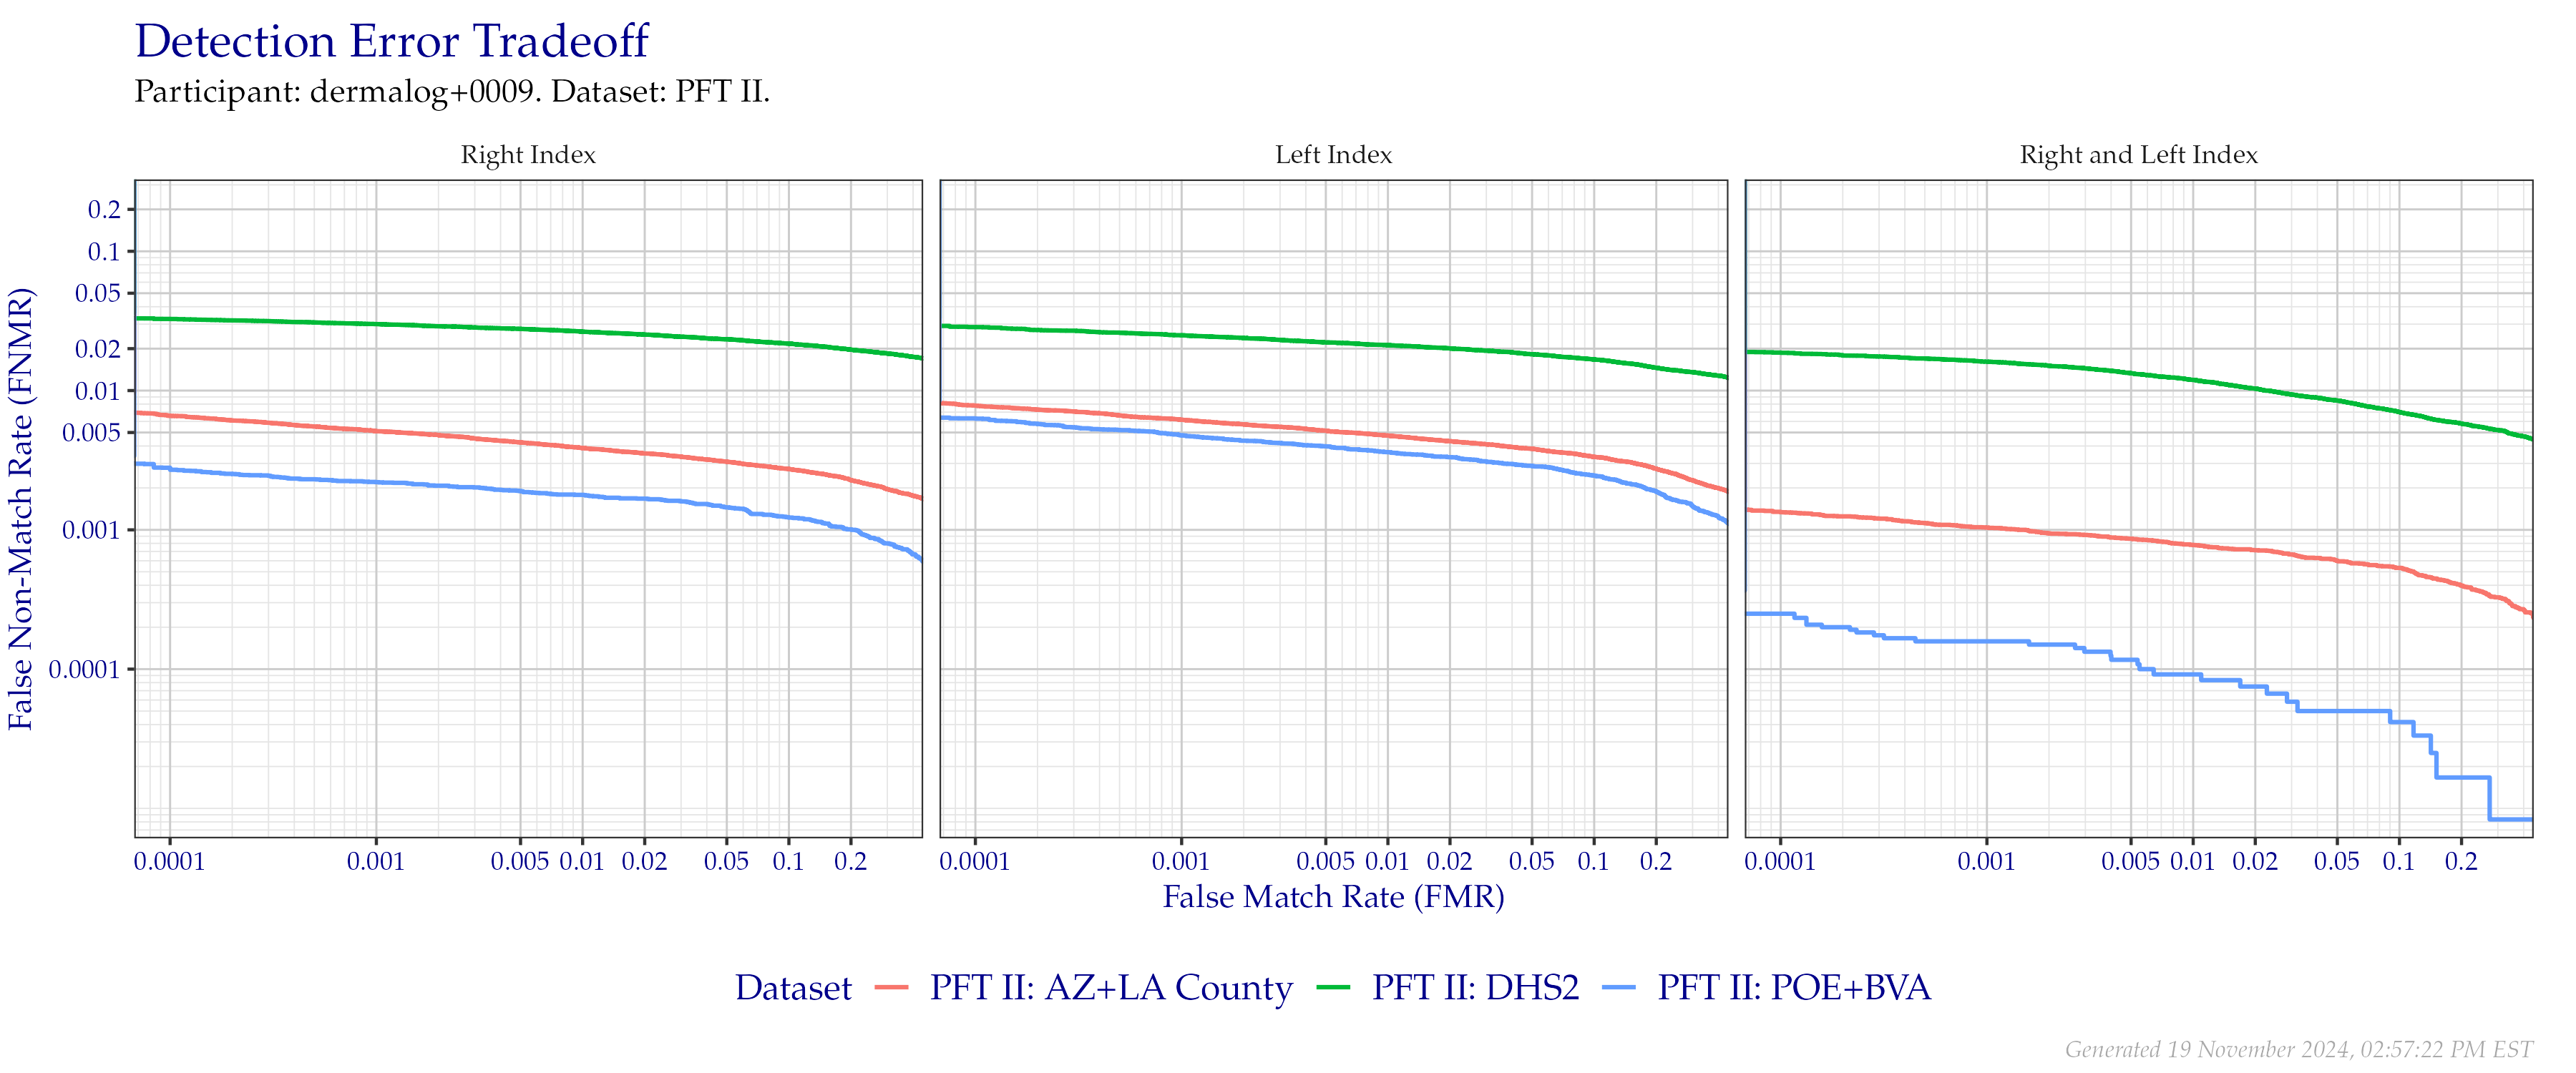 Detection Error Tradeoff
Participant: dermalog+0009. Dataset: PFT II.
Right Index
Left Index
Right and Left Index
False Non-Match Rate (FNMR)
0.2
0.1
0.05
0.02
0.01
0.005
0.001
0.0001
0.0001 0.001 0.005 0.01 0.02 0.05 0.1 0.2
0.0001 0.001 0.005 0.01 0.02 0.05 0.1 0.2
0.0001 0.001 0.005 0.01 0.02 0.05 0.1 0.2
False Match Rate (FMR)
Dataset PFT II: AZ+LA County PFT II: DHS2 PFT II: POE+BVA
Generated 19 November 2024, 02:57:22 PM EST